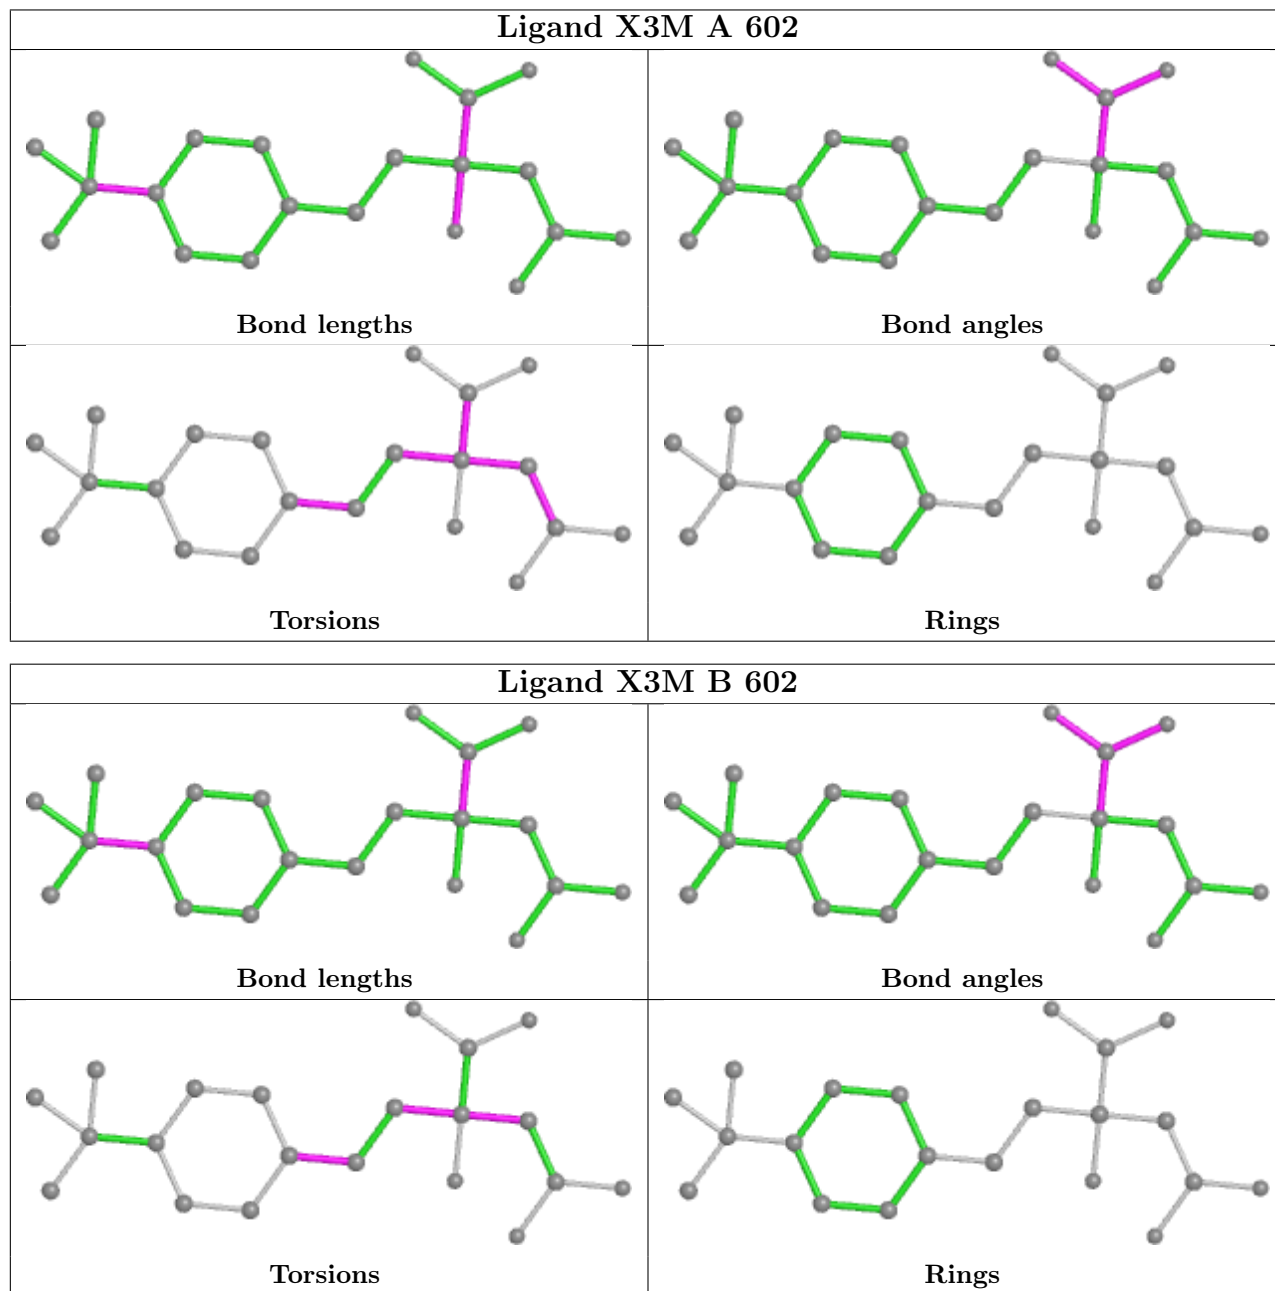 Ligand X3M A 602
Bond lengths
Bond angles
Torsions
Rings
Ligand X3M B 602
Bond lengths
Bond angles
Torsions
Rings